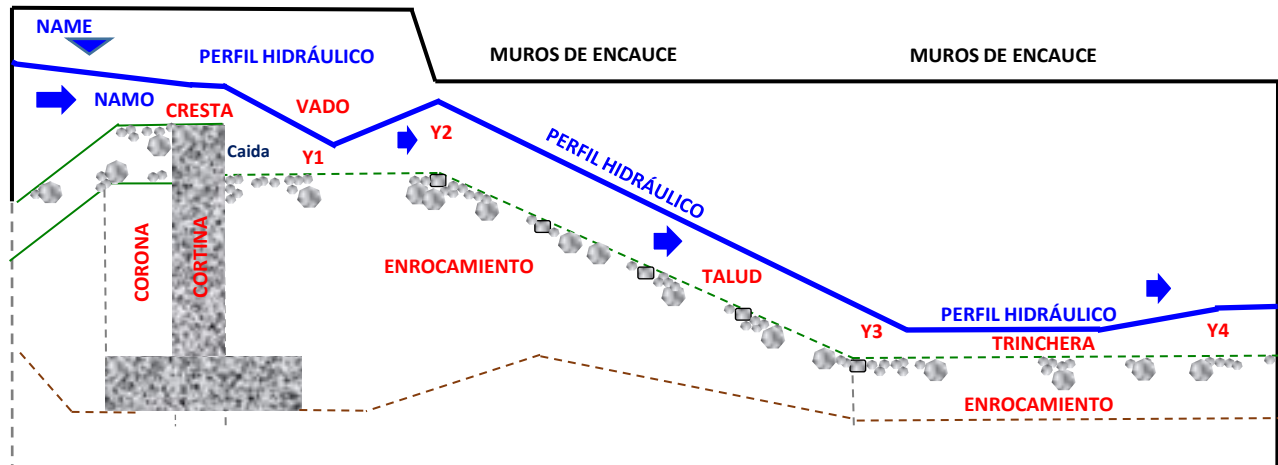 NAME
PERFIL HIDRÁULICO
MUROS DE ENCAUCE
MUROS DE ENCAUCE
NAMO
CRESTA
VADO
Caida
Y1
Y2
PERFIL HIDRÁULICO
CORONA
CORTINA
ENROCAMIENTO
TALUD
Y3
PERFIL HIDRÁULICO
TRINCHERA
Y4
ENROCAMIENTO